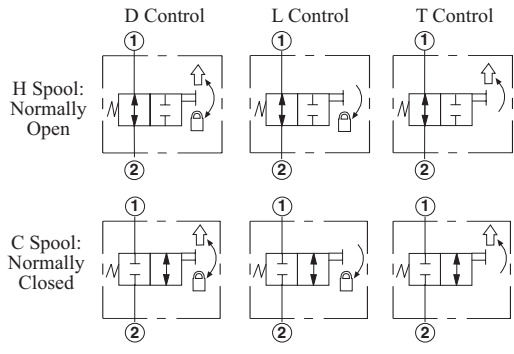 D Control L Control T Control
1 1 1
H Spool:
Normally
Open
2 2 2
1 1 1
C Spool:
Normally
Closed
2 2 2